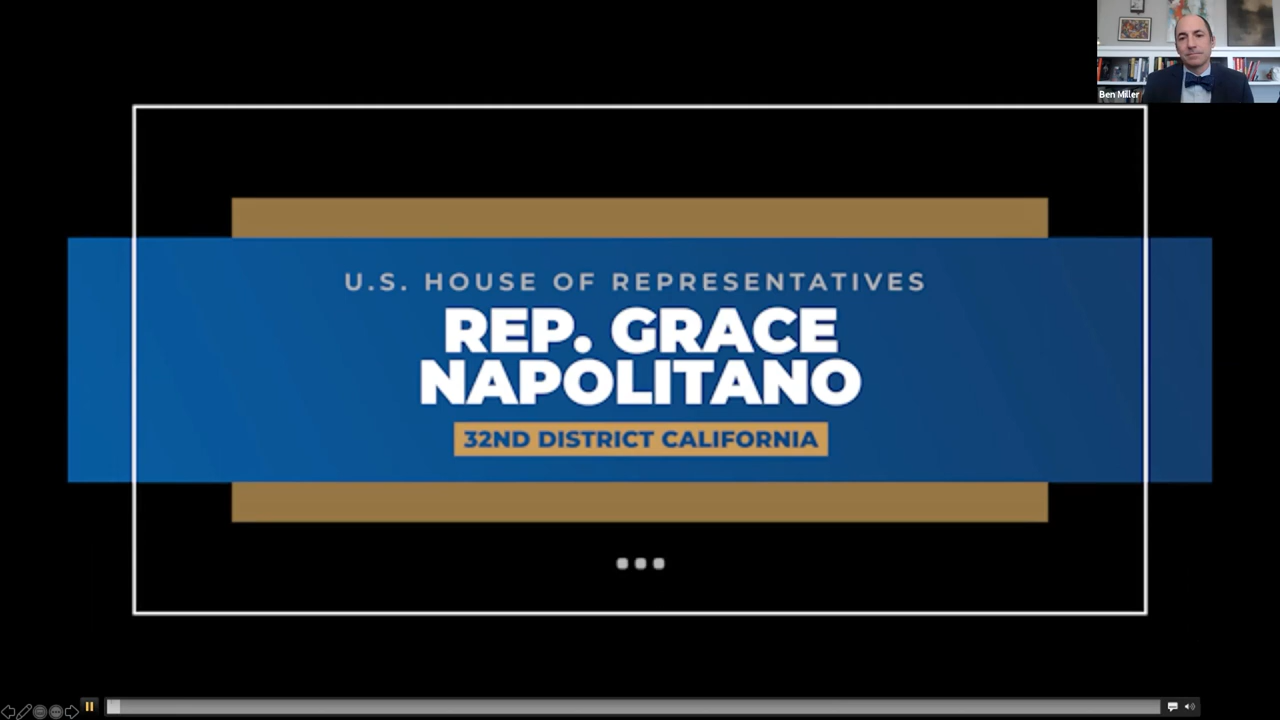 Ben Miller
U.S. HOUSE OF REPRESENTATIVES
REP. GRACE
NAPOLITANO
32ND DISTRICT CALIFORNIA